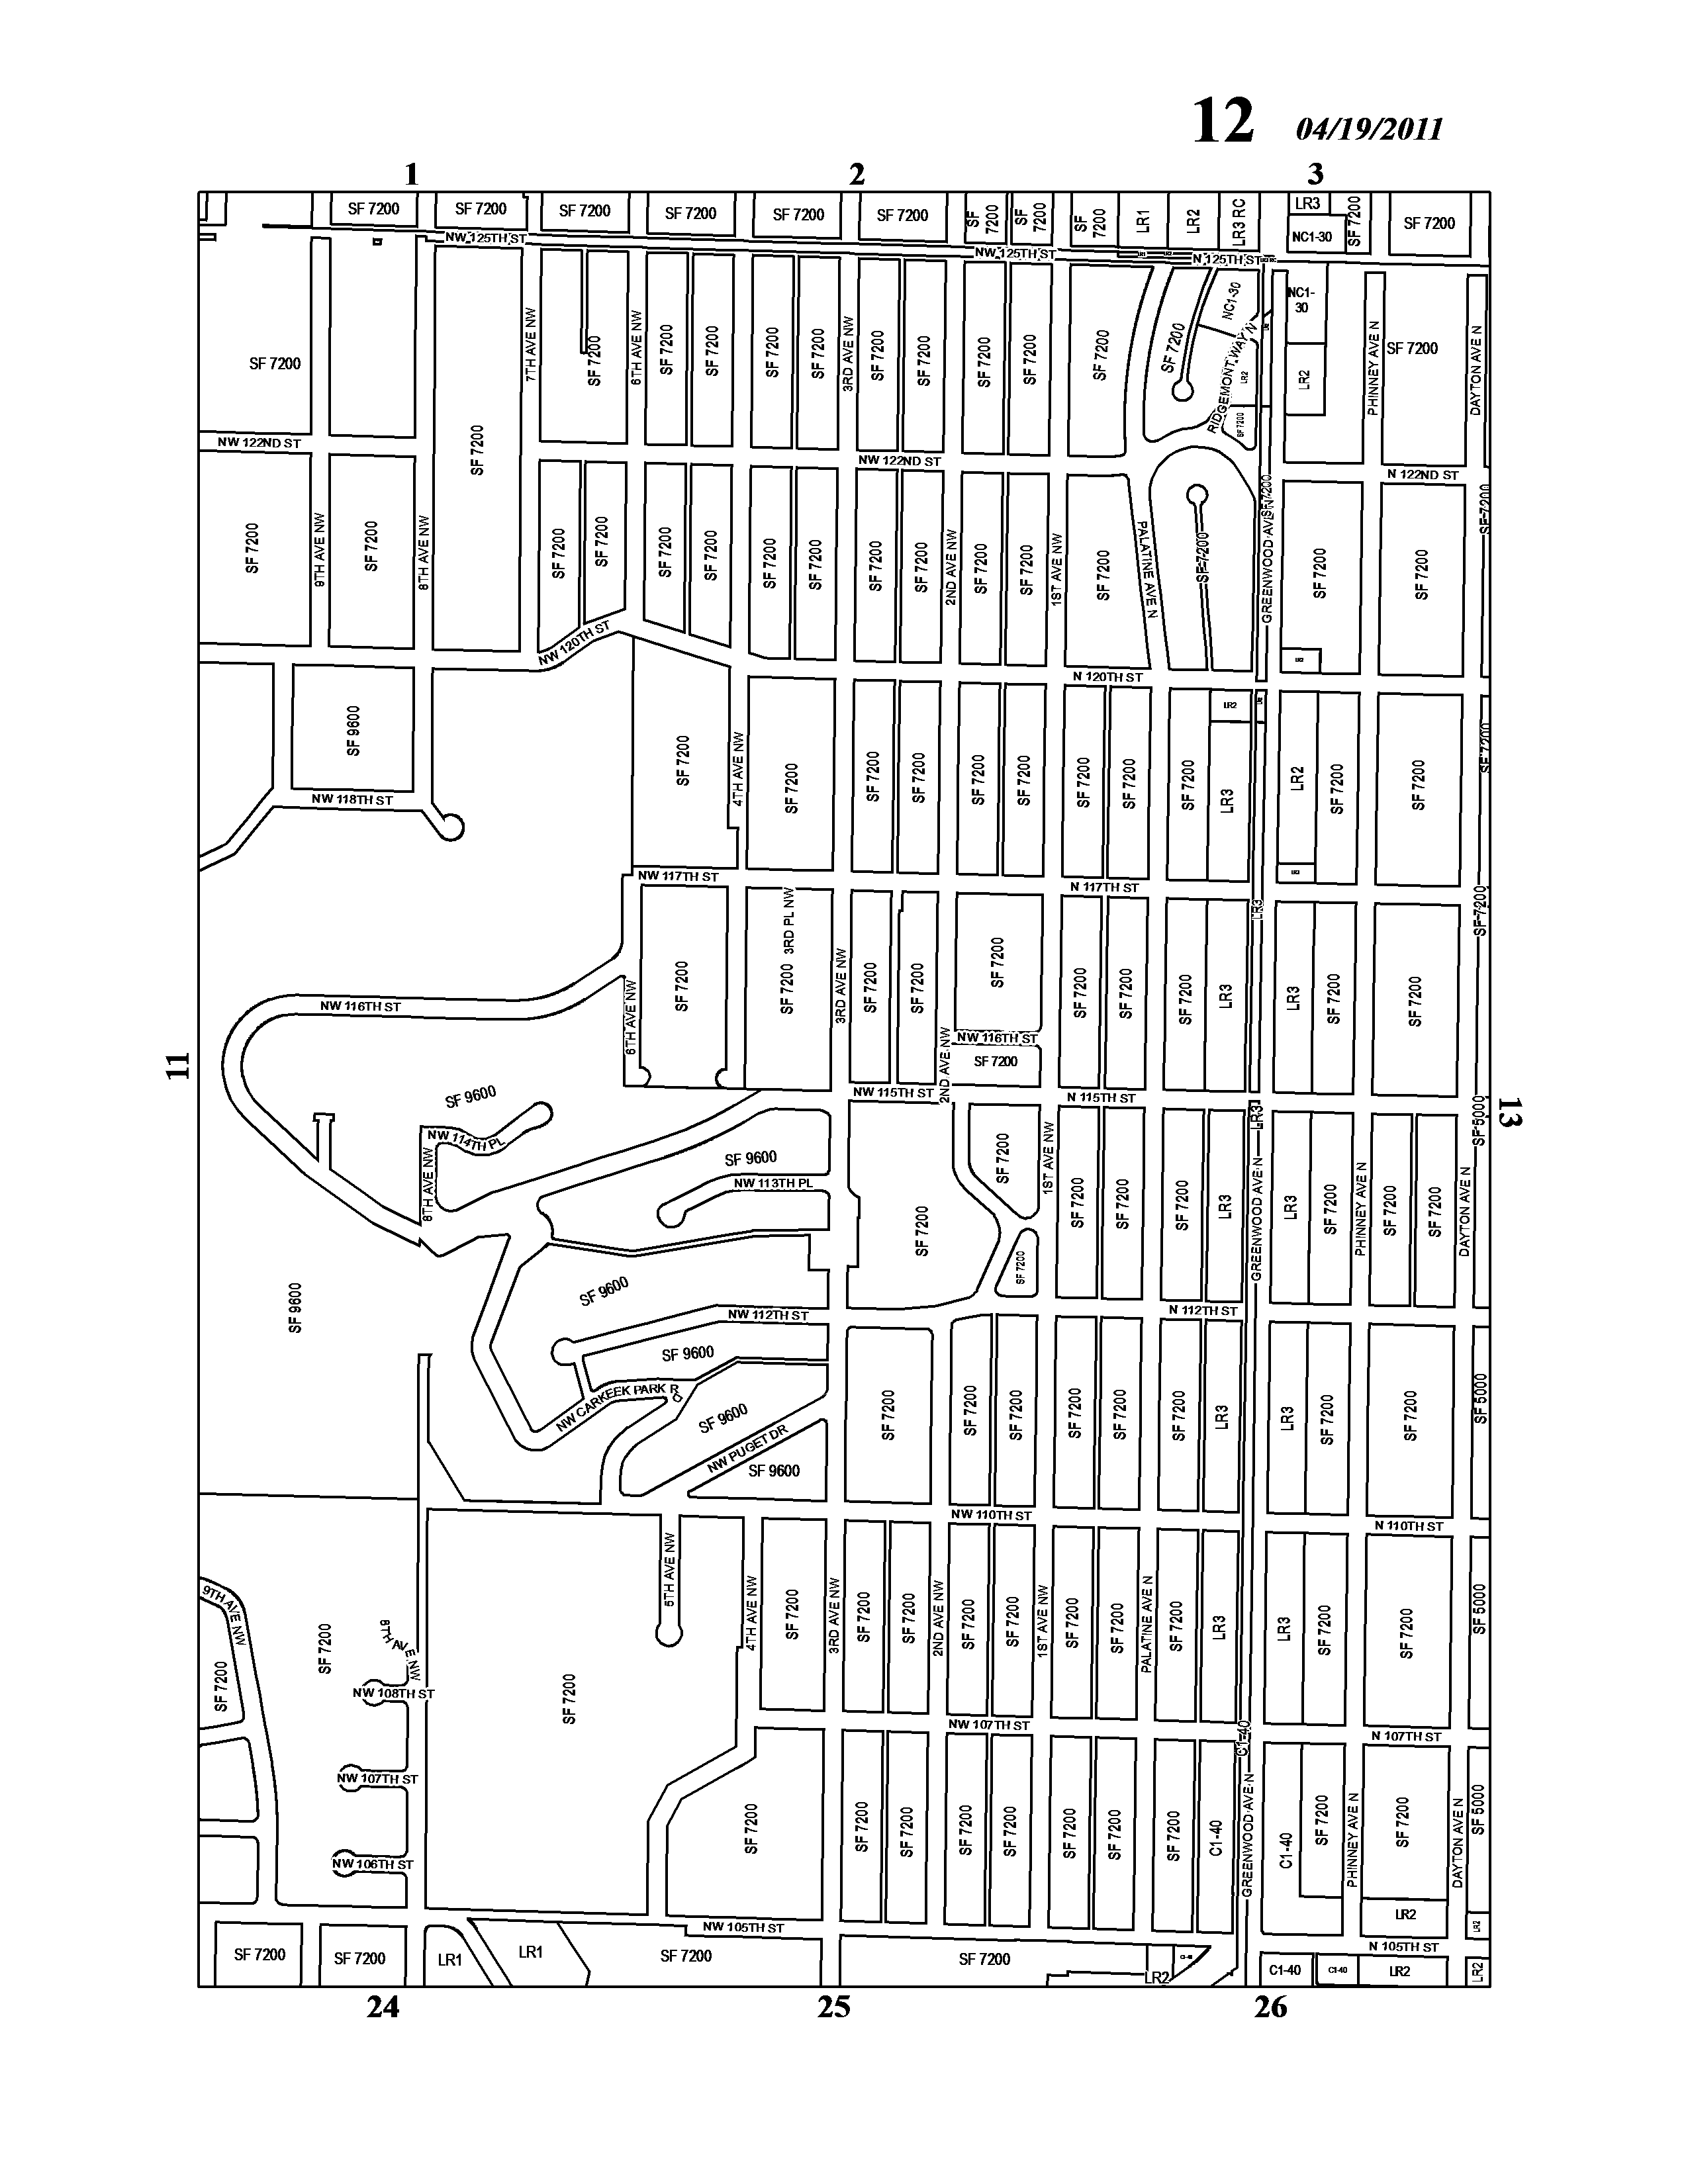 12 04/19/2011
1 2 3
SF 7200 SF 7200 SF 7200 SF 7200 SF 7200 SF 7200 SF 7200 SF 7200 SF 7200 LR1 LR2 LR3 RC LR3 SF 7200 SF 7200
NC1-30
NW 125TH ST NW 125TH ST N 125TH ST
NC1-30 NC1-30
7TH AVE NW 6TH AVE NW 3RD AVE NW PHINNEY AVE N DAYTON AVE N
SF 7200 SF 7200 SF 7200 SF 7200 SF 7200 SF 7200 SF 7200 SF 7200 SF 7200 SF 7200 SF 7200 SF 7200 SF 7200 RIDGEMONT WAY N LR2 LR2 SF 7200
SF 7200
SF 7200
NW 122ND ST NW 122ND ST N 122ND ST
SF 7200 8TH AVE NW SF 7200 8TH AVE NW SF 7200 SF 7200 SF 7200 SF 7200 SF 7200 SF 7200 SF 7200 SF 7200 2ND AVE NW SF 7200 SF 7200 1ST AVE NW SF 7200 PALATINE AVE N SF 7200 GREENWOOD AVE N SF 7200 SF 7200 SF 7200 SF 7200
NW 120TH ST N 120TH ST
LR2
SF 9600 SF 7200 4TH AVE NW SF 7200 SF 7200 SF 7200 SF 7200 SF 7200 SF 7200 SF 7200 SF 7200 LR3 LR2 SF 7200 SF 7200 SF 7200
NW 118TH ST
NW 117TH ST N 117TH ST
3RD PL NW LR3 SF 7200
SF 7200 SF 7200 3RD AVE NW SF 7200 SF 7200 SF 7200 SF 7200 SF 7200 SF 7200 LR3 LR3 SF 7200 SF 7200
NW 116TH ST 6TH AVE NW
NW 116TH ST
11 SF 7200 2ND AVE NW
NW 115TH ST N 115TH ST
SF 9600 LR3 SF 5000 13
NW 114TH PL
8TH AVE NW SF 9600 SF 7200 1ST AVE NW
NW 113TH PL
SF 7200 SF 7200 SF 7200 SF 7200 LR3 GREENWOOD AVE N LR3 SF 7200 PHINNEY AVE N SF 7200 SF 7200 DAYTON AVE N
SF 7200
SF 9600 SF 9600
NW 112TH ST N 112TH ST
SF 9600
NW CARKEEK PARK RD
SF 9600 SF 7200 SF 7200 SF 7200 SF 7200 SF 7200 SF 7200 LR3 LR3 SF 7200 SF 7200 SF 5000
NW PUGET DR
SF 9600
NW 110TH ST N 110TH ST
9TH AVE NW SF 7200 8TH AVE NW 5TH AVE NW 4TH AVE NW SF 7200 3RD AVE NW SF 7200 SF 7200 2ND AVE NW SF 7200 SF 7200 1ST AVE NW SF 7200 SF 7200 PALATINE AVE N SF 7200 LR3 LR3 SF 7200 SF 7200 SF 5000
SF 7200 SF 7200
NW 108TH ST
NW 107TH ST N 107TH ST
C1-40
NW 107TH ST
SF 7200 SF 7200 SF 7200 SF 7200 SF 7200 SF 7200 SF 7200 SF 7200 C1-40 GREENWOOD AVE N C1-40 SF 7200 PHINNEY AVE N SF 7200 DAYTON AVE N SF 5000
NW 106TH ST
LR2 LR2
NW 105TH ST N 105TH ST
SF 7200 SF 7200 LR1 LR1 SF 7200 SF 7200 LR2 C1-40 C1-40 C1-40 LR2 LR2
24 25 26